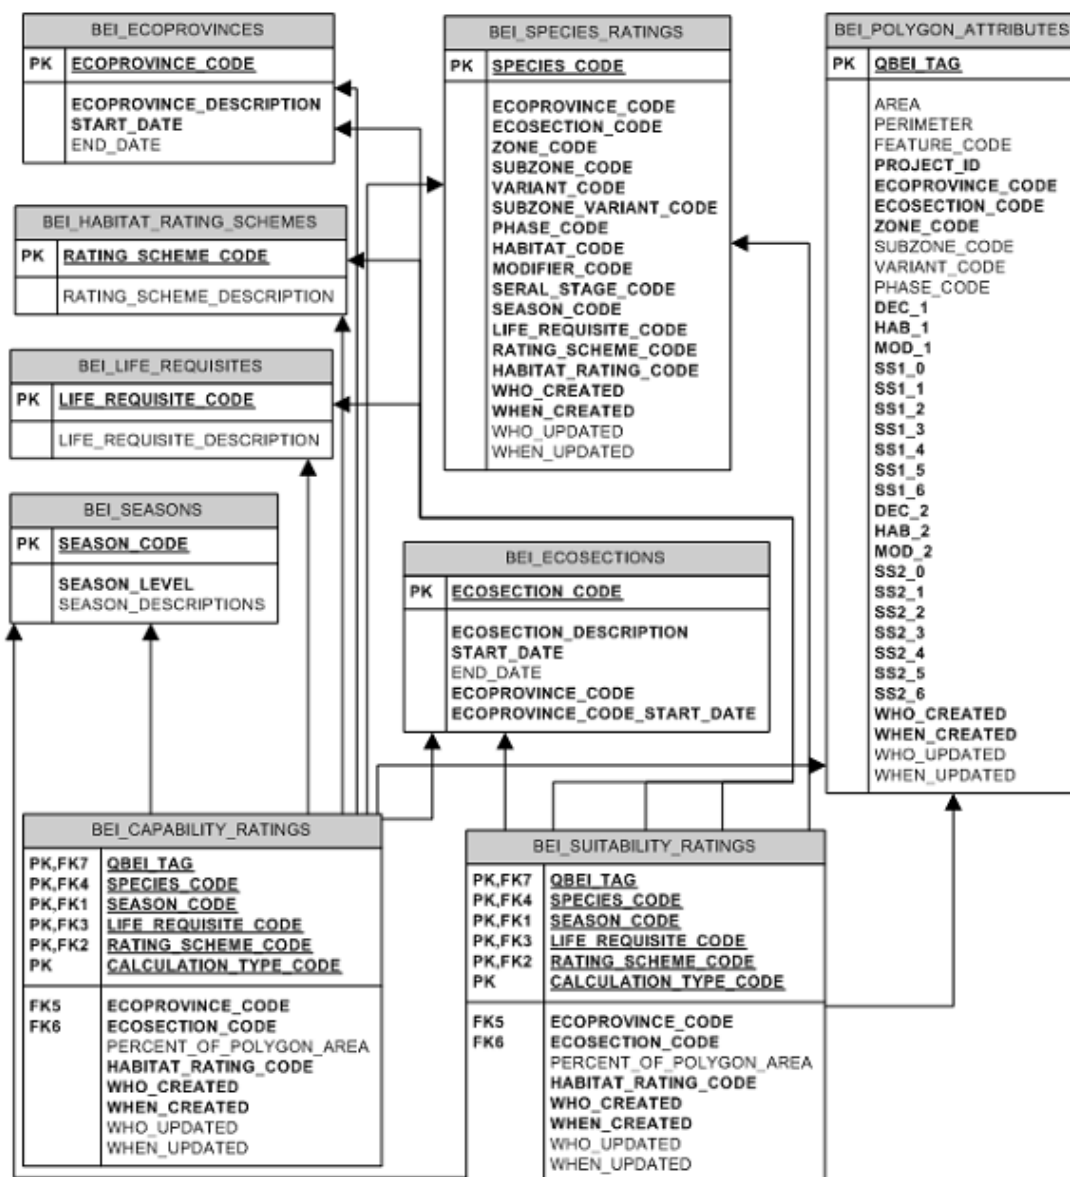 BEI_ECOPROVINCES
PK ECOPROVINCE_CODE
ECOPROVINCE_DESCRIPTION
START_DATE
END_DATE
BEI_HABITAT_RATING_SCHEMES
PK RATING_SCHEME_CODE
RATING_SCHEME_DESCRIPTION
BEI_LIFE_REQUISITES
PK LIFE_REQUISITE_CODE
LIFE_REQUISITE_DESCRIPTION
BEI_SEASONS
PK SEASON_CODE
SEASON_LEVEL
SEASON_DESCRIPTIONS
BEI_SPECIES_RATINGS
PK SPECIES_CODE
ECOPROVINCE_CODE
ECOSECTION_CODE
ZONE_CODE
SUBZONE_CODE
VARIANT_CODE
SUBZONE_VARIANT_CODE
PHASE_CODE
HABITAT_CODE
MODIFIER_CODE
SERAL_STAGE_CODE
SEASON_CODE
LIFE_REQUISITE_CODE
RATING_SCHEME_CODE
HABITAT_RATING_CODE
WHO_CREATED
WHEN_CREATED
WHO_UPDATED
WHEN_UPDATED
BEI_ECOSECTIONS
PK ECOSECTION_CODE
ECOSECTION_DESCRIPTION
START_DATE
END_DATE
ECOPROVINCE_CODE
ECOPROVINCE_CODE_START_DATE
BEI_POLYGON_ATTRIBUTES
PK QBEI_TAG
AREA
PERIMETER
FEATURE_CODE
PROJECT_ID
ECOPROVINCE_CODE
ECOSECTION_CODE
ZONE_CODE
SUBZONE_CODE
VARIANT_CODE
PHASE_CODE
DEC_1
HAB_1
MOD_1
SS1_0
SS1_1
SS1_2
SS1_3
SS1_4
SS1_5
SS1_6
DEC_2
HAB_2
MOD_2
SS2_0
SS2_1
SS2_2
SS2_3
SS2_4
SS2_5
SS2_6
WHO_CREATED
WHEN_CREATED
WHO_UPDATED
WHEN_UPDATED
BEI_CAPABILITY_RATINGS
PK,FK7 QBEI_TAG
PK,FK4 SPECIES_CODE
PK,FK1 SEASON_CODE
PK,FK3 LIFE_REQUISITE_CODE
PK,FK2 RATING_SCHEME_CODE
PK CALCULATION_TYPE_CODE
FK5 ECOPROVINCE_CODE
FK6 ECOSECTION_CODE
PERCENT_OF_POLYGON_AREA
HABITAT_RATING_CODE
WHO_CREATED
WHEN_CREATED
WHO_UPDATED
WHEN_UPDATED
BEI_SUITABILITY_RATINGS
PK,FK7 QBEI_TAG
PK,FK4 SPECIES_CODE
PK,FK1 SEASON_CODE
PK,FK3 LIFE_REQUISITE_CODE
PK,FK2 RATING_SCHEME_CODE
PK CALCULATION_TYPE_CODE
FK5 ECOPROVINCE_CODE
FK6 ECOSECTION_CODE
PERCENT_OF_POLYGON_AREA
HABITAT_RATING_CODE
WHO_CREATED
WHEN_CREATED
WHO_UPDATED
WHEN_UPDATED